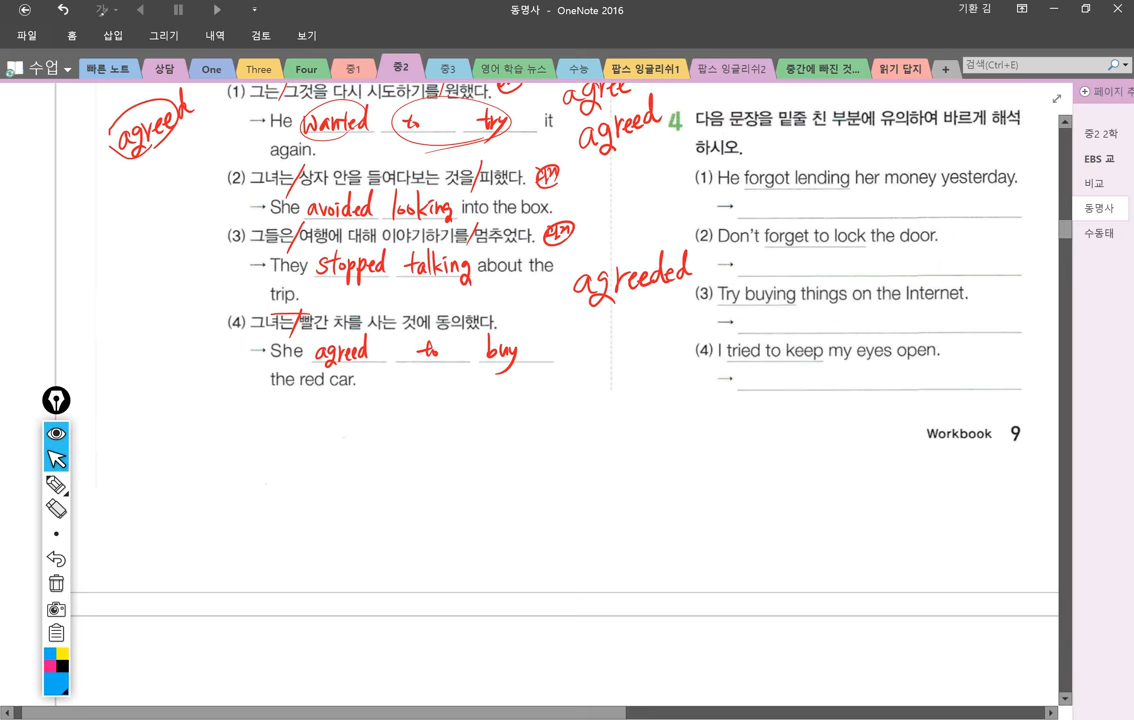 동명사 - OneNote 2016
기환 김
파일 홈 삽입 그리기 내역 검토 보기
수업 빠른 노트 상담 One Three Four 중1 중2 중3 영어 학습 뉴스 수능 팝스 잉글리쉬1 팝스 잉글리쉬2 중간에 빠진 것... 읽기 답지 + 검색(Ctrl+E)
페이지 추
중2 2학
EBS 교
비교
동명사
수동태
agreed
(1) 그는/그것을 다시 시도하기를/원했다.
→ He wanted to try it
again.
(2) 그녀는/상자 안을 들여다보는 것을/피했다. 과거
→ She avoided looking into the box.
(3) 그들은/여행에 대해 이야기하기를/멈추었다. 과거
→ They stopped talking about the
trip.
(4) 그녀는/빨간 차를 사는 것에 동의했다.
→ She agreed to buy
the red car.
agree
agreed
agreeded
4 다음 문장을 밑줄 친 부분에 유의하여 바르게 해석
하시오.
(1) He forgot lending her money yesterday.
→
(2) Don't forget to lock the door.
→
(3) Try buying things on the Internet.
→
(4) I tried to keep my eyes open.
→
Workbook 9